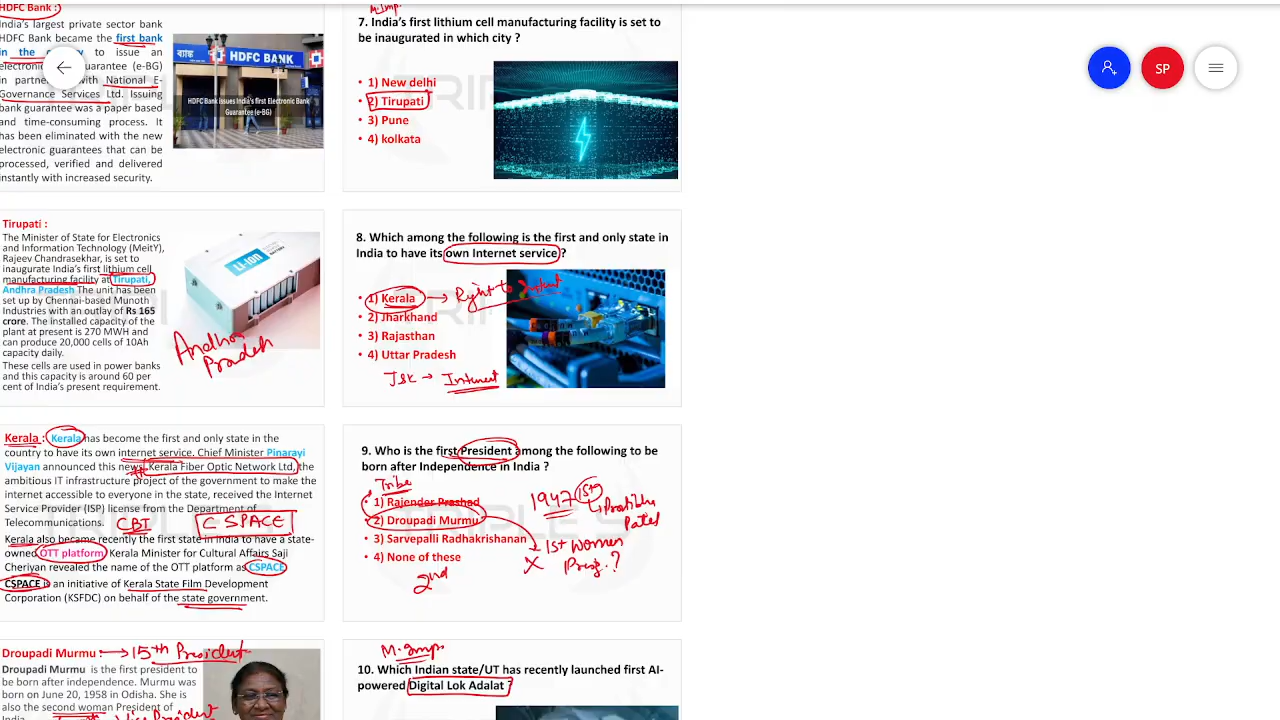 HDFC Bank :
India's largest private sector bank
HDFC Bank became the first bank
in the to issue an
electronic guarantee (e-BG)
in partnership with National E-
Governance Services Ltd. Issuing
bank guarantee was a paper based
and time-consuming process. It
has been eliminated with the new
electronic guarantees that can be
processed, verified and delivered
instantly with increased security.
ব্যাঙ্ক HDFC BANK
HDFC Bank issues India's first Electronic Bank
Guarantee (e-BG)
M.Imp.
7. India's first lithium cell manufacturing facility is set to
be inaugurated in which city ?
• 1) New delhi
• 2) Tirupati
• 3) Pune
• 4) kolkata
SP
Tirupati :
The Minister of State for Electronics
and Information Technology (MeitY),
Rajeev Chandrasekhar, is set to
inaugurate India's first lithium cell
manufacturing facility at Tirupati,
Andhra Pradesh The unit has been
set up by Chennai-based Munoth
Industries with an outlay of Rs 165
crore. The installed capacity of the
plant at present is 270 MWH and
can produce 20,000 cells of 10Ah
capacity daily.
These cells are used in power banks
and this capacity is around 60 per
cent of India's present requirement.
LI-ION
Andhra
Pradesh
8. Which among the following is the first and only state in
India to have its own Internet service ?
• 1) Kerala → Right to Internet
• 2) Jharkhand
• 3) Rajasthan
• 4) Uttar Pradesh
J&K → Internet
Kerala : Kerala has become the first and only state in the
country to have its own internet service. Chief Minister Pinarayi
Vijayan announced this news. Kerala Fiber Optic Network Ltd, the
ambitious IT infrastructure project of the government to make the
internet accessible to everyone in the state, received the Internet
Service Provider (ISP) license from the Department of
Telecommunications. CBI C SPACE
Kerala also became recently the first state in India to have a state-
owned OTT platform Kerala Minister for Cultural Affairs Saji
Cheriyan revealed the name of the OTT platform as CSPACE
CSPACE is an initiative of Kerala State Film Development
Corporation (KSFDC) on behalf of the state government.
9. Who is the first President among the following to be
born after Independence in India ?
Tribe
• 1) Rajender Prashad
• 2) Droupadi Murmu
• 3) Sarvepalli Radhakrishanan
• 4) None of these
2nd
1947 1st
→ Pratibha
Patel
→ 1st Women
X Presi. ?
Droupadi Murmu : → 15th President
Droupadi Murmu is the first president to
be born after independence. Murmu was
born on June 20, 1958 in Odisha. She is
also the second woman President of
India. Vice President
M.Imp
10. Which Indian state/UT has recently launched first AI-
powered Digital Lok Adalat ?